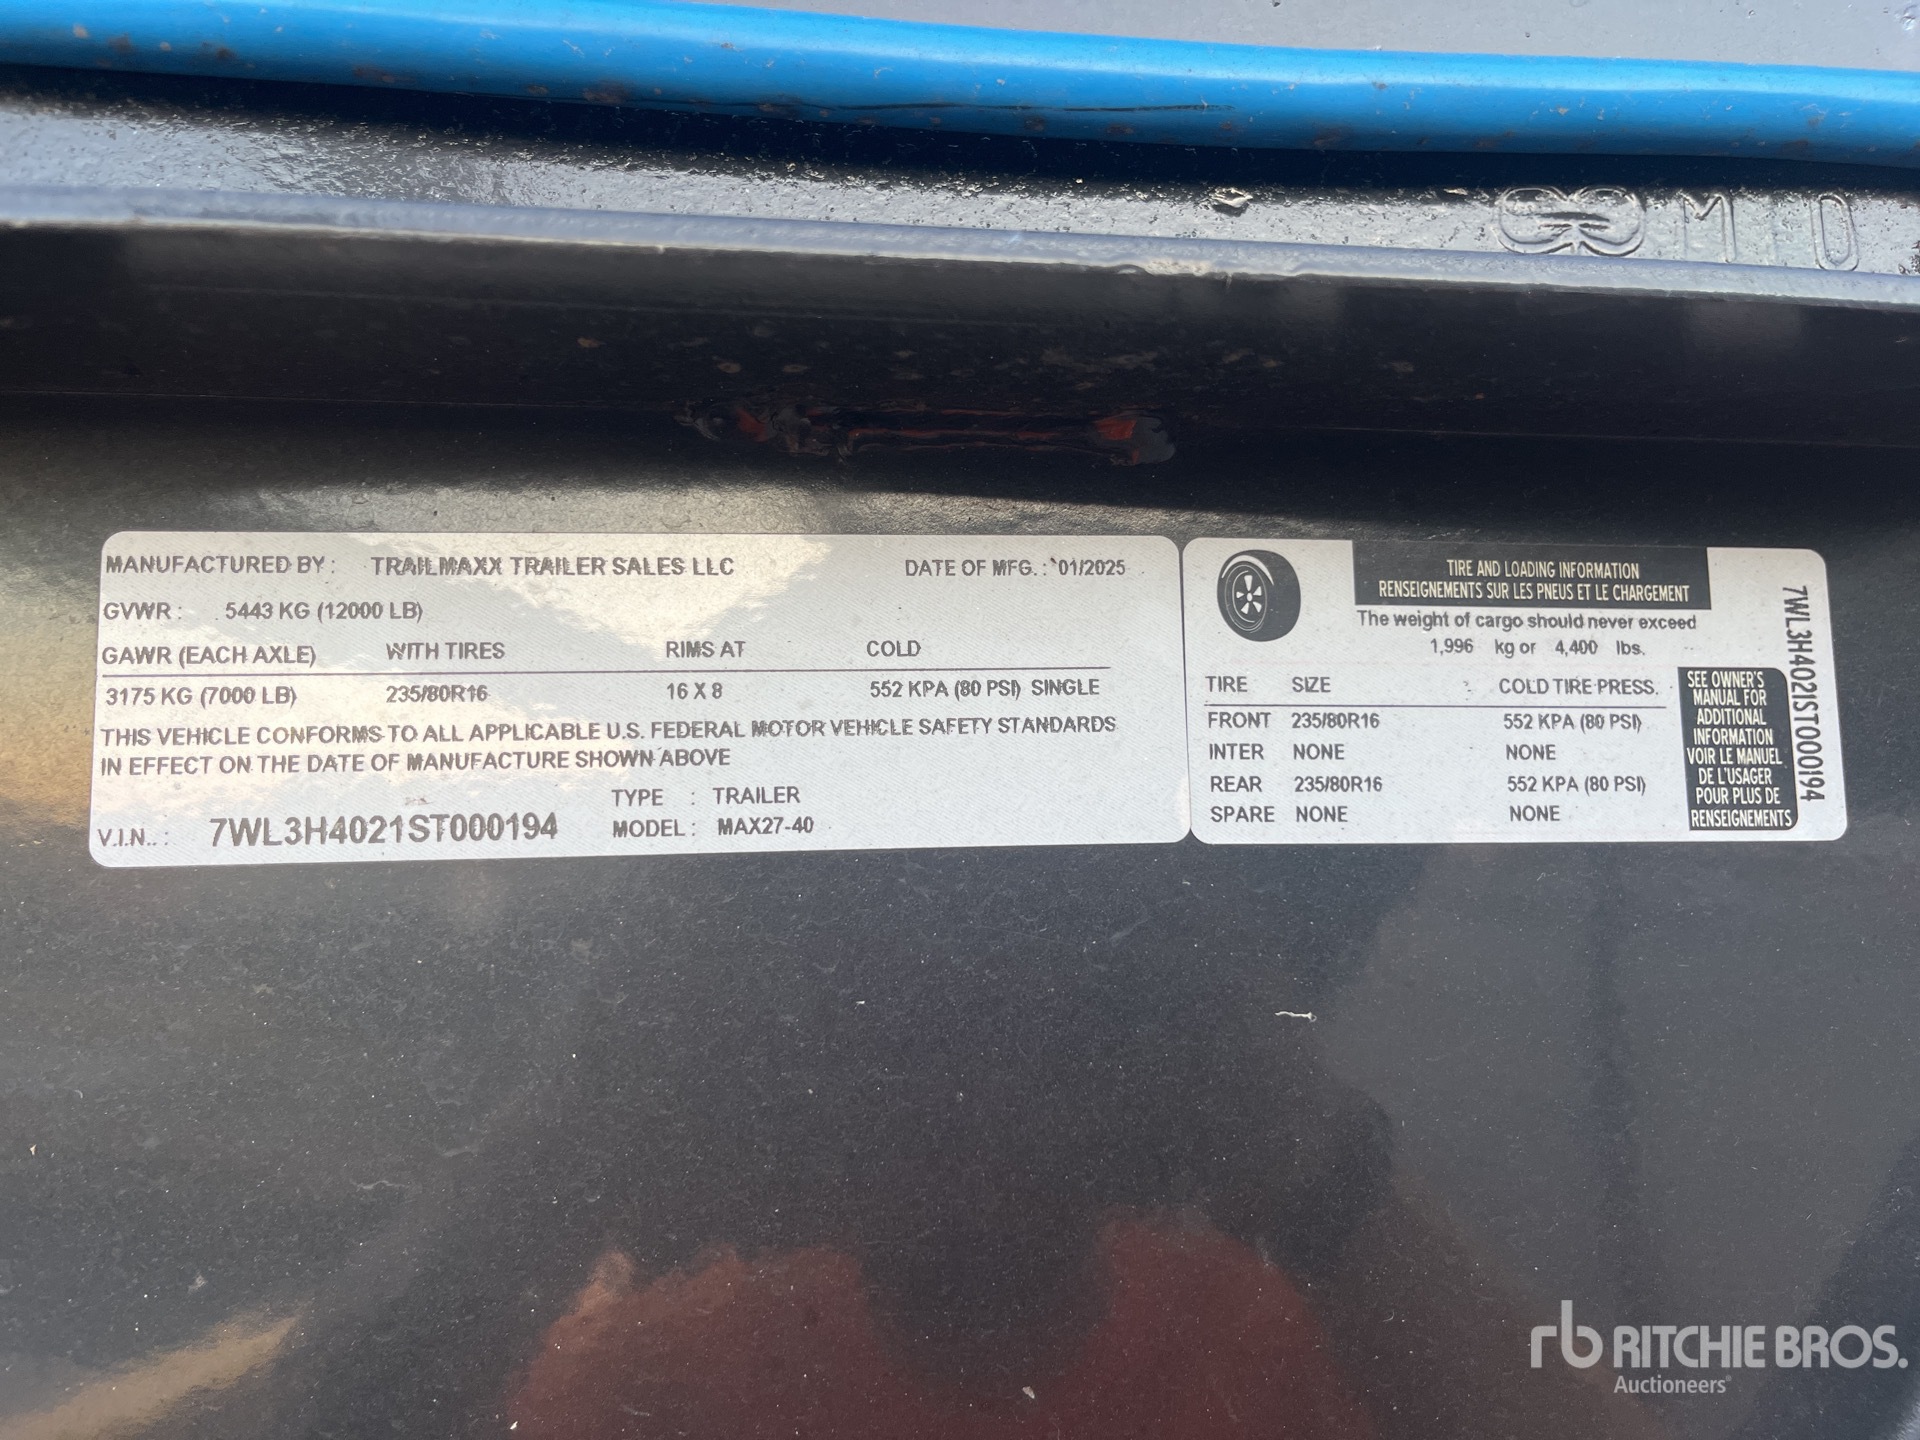 MANUFACTURED BY : TRAILMAXX TRAILER SALES LLC DATE OF MFG. : 01/2025
GVWR : 5443 KG (12000 LB)
GAWR (EACH AXLE) WITH TIRES RIMS AT COLD
3175 KG (7000 LB) 235/80R16 16 X 8 552 KPA (80 PSI) SINGLE
THIS VEHICLE CONFORMS TO ALL APPLICABLE U.S. FEDERAL MOTOR VEHICLE SAFETY STANDARDS
IN EFFECT ON THE DATE OF MANUFACTURE SHOWN ABOVE
TYPE : TRAILER
V.I.N.. : 7WL3H4021ST000194 MODEL : MAX27-40
TIRE AND LOADING INFORMATION
RENSEIGNEMENTS SUR LES PNEUS ET LE CHARGEMENT
The weight of cargo should never exceed
1,996 kg or 4,400 lbs.
TIRE SIZE COLD TIRE PRESS.
FRONT 235/80R16 552 KPA (80 PSI)
INTER NONE NONE
REAR 235/80R16 552 KPA (80 PSI)
SPARE NONE NONE
SEE OWNER'S
MANUAL FOR
ADDITIONAL
INFORMATION
VOIR LE MANUEL
DE L'USAGER
POUR PLUS DE
RENSEIGNEMENTS
7WL3H4021ST000194
rb RITCHIE BROS.
Auctioneers